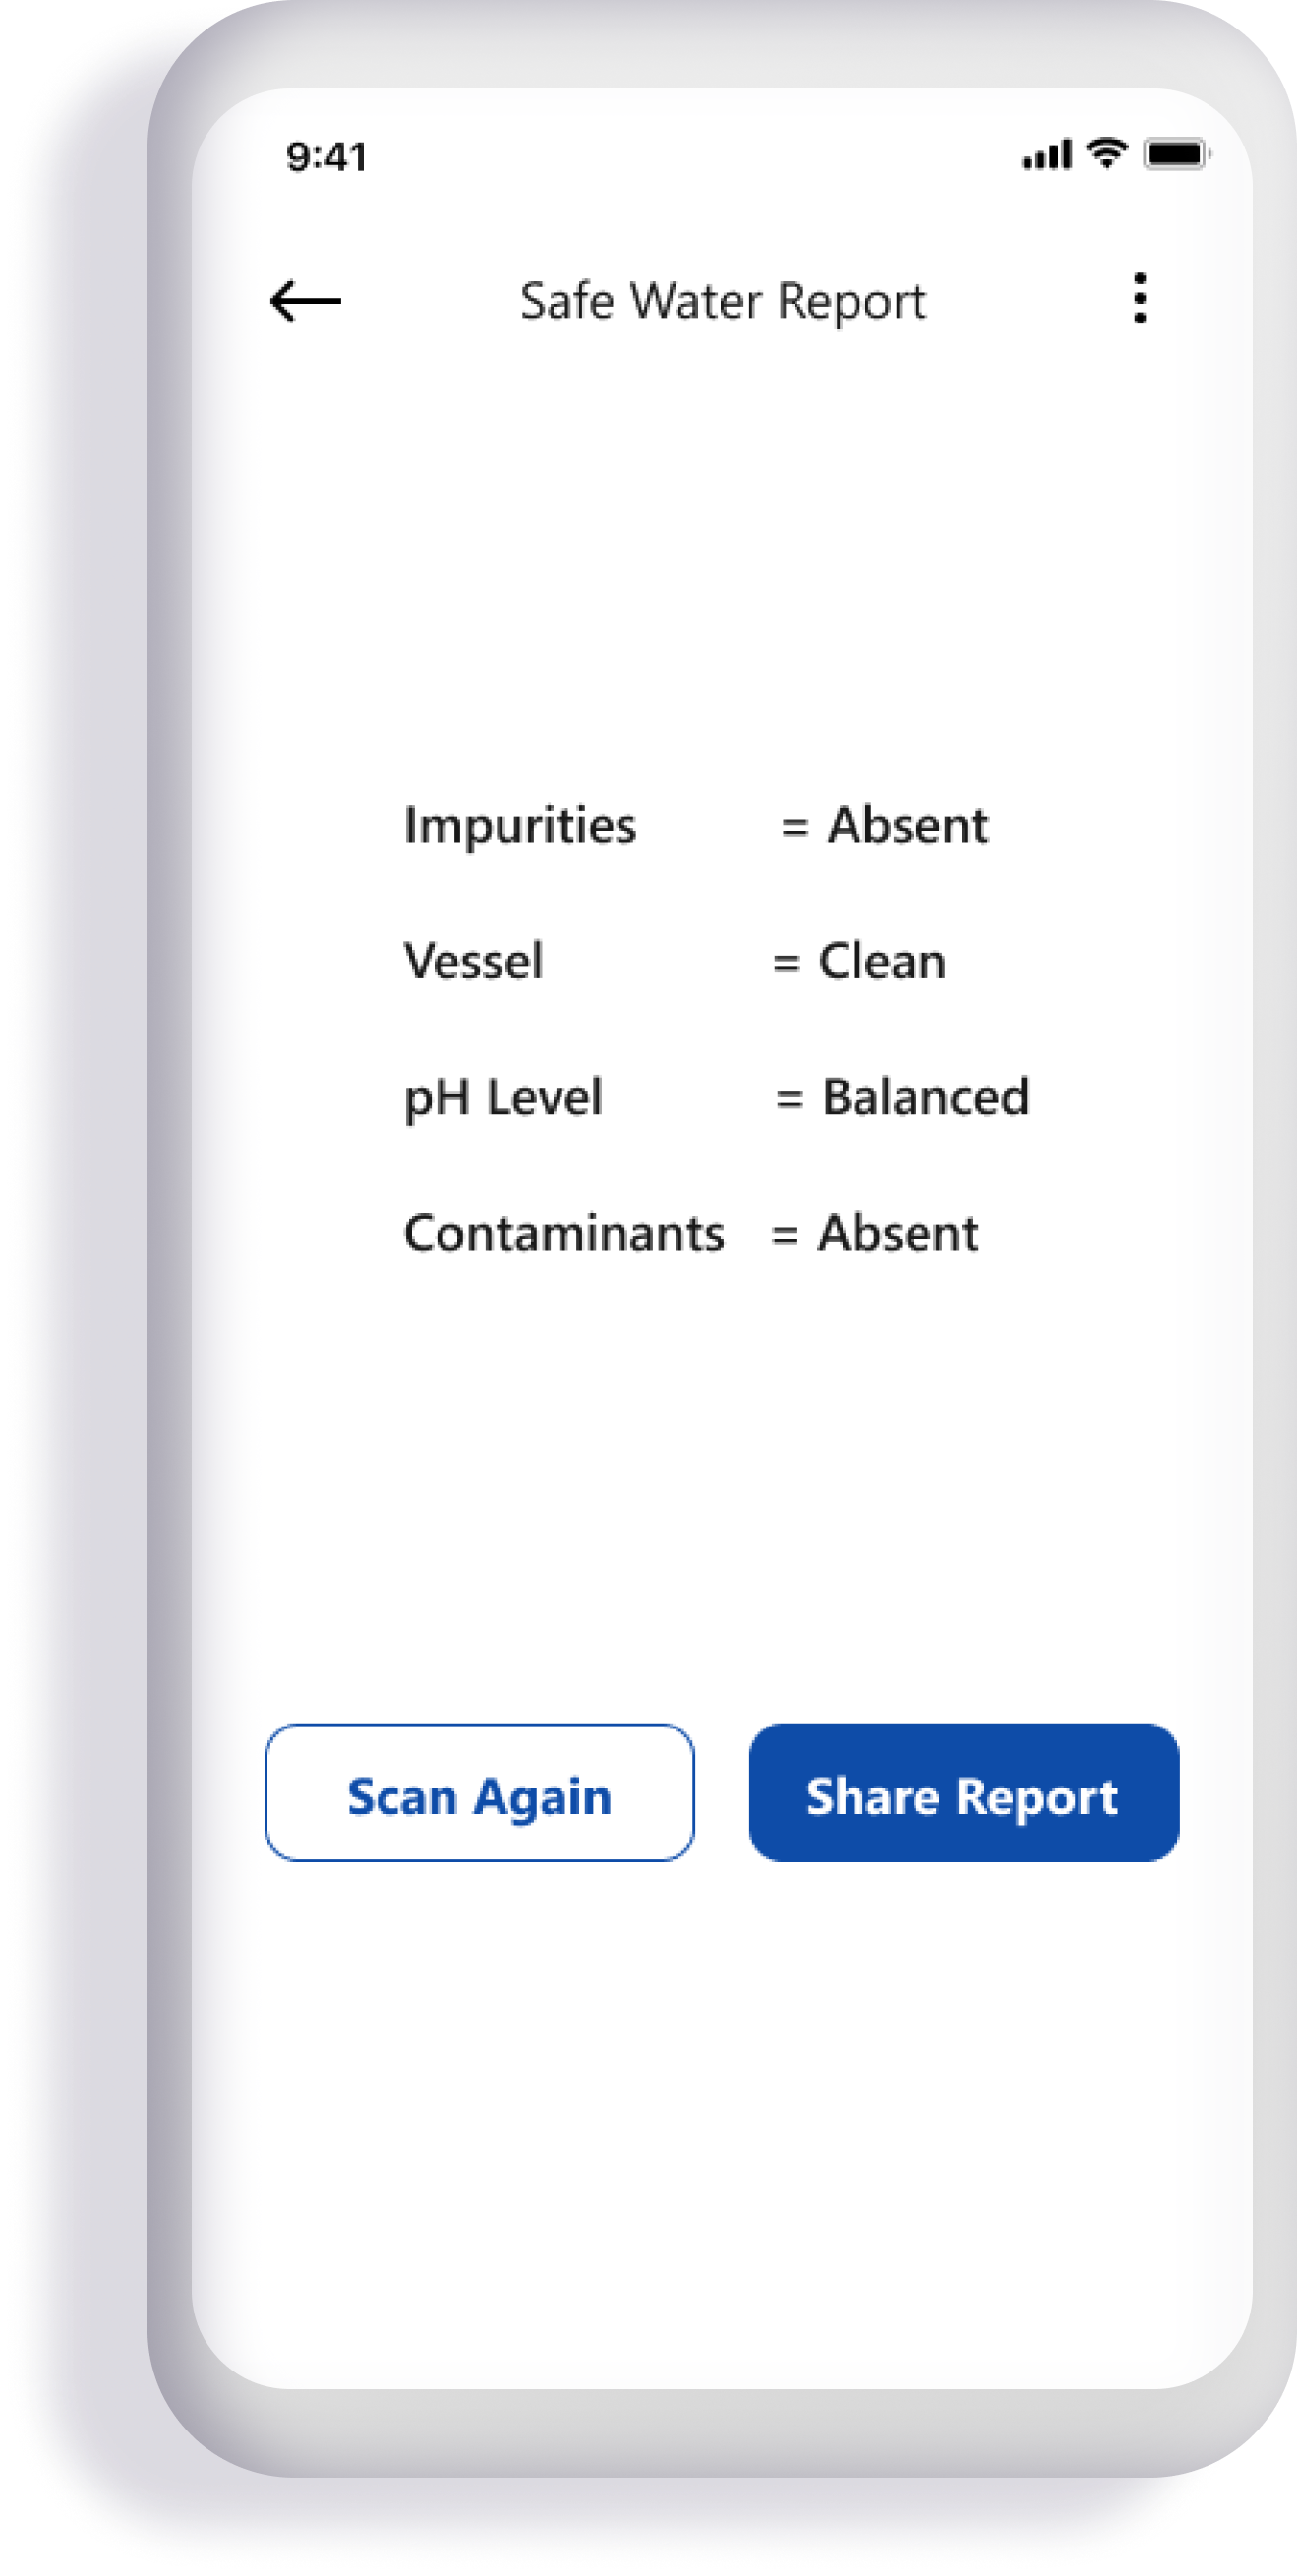 9:41
Safe Water Report
Impurities = Absent
Vessel = Clean
pH Level = Balanced
Contaminants = Absent
Scan Again
Share Report